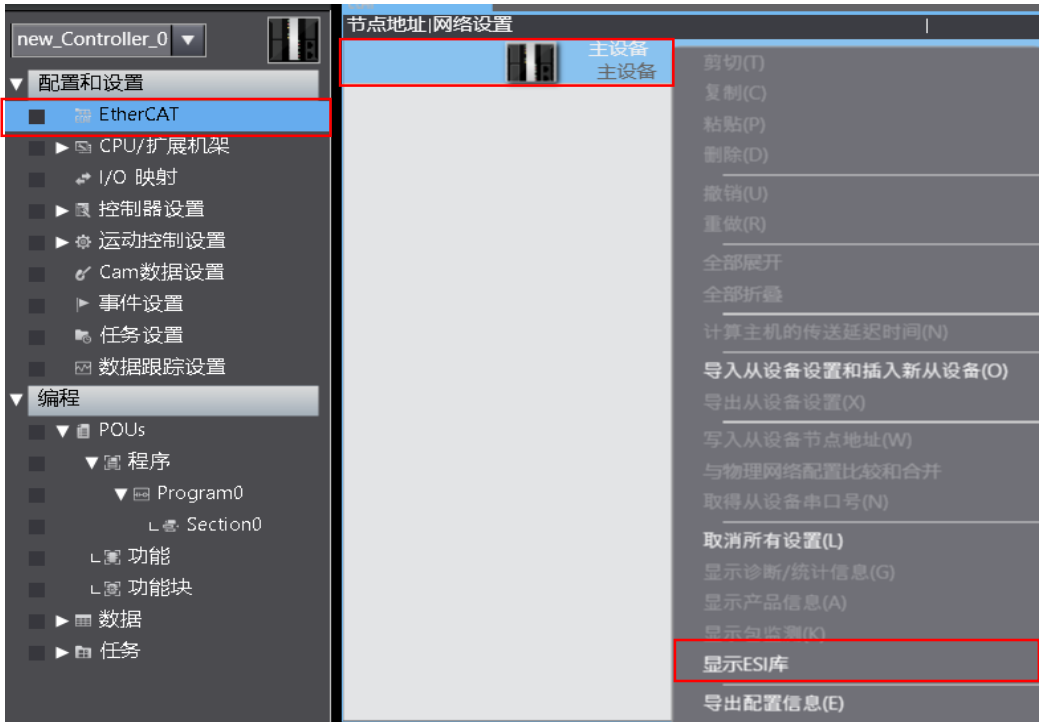 new_Controller_0
配置和设置
EtherCAT
CPU/扩展机架
I/O 映射
控制器设置
运动控制设置
Cam数据设置
事件设置
任务设置
数据跟踪设置
编程
POUs
程序
Program0
Section0
功能
功能块
数据
任务
节点地址|网络设置
主设备
主设备
剪切(T)
复制(C)
粘贴(P)
删除(D)
撤销(U)
重做(R)
全部展开
全部折叠
计算主机的传送延迟时间(N)
导入从设备设置和插入新从设备(O)
导出从设备设置(X)
写入从设备节点地址(W)
与物理网络配置比较和合并
取得从设备串口号(N)
取消所有设置(L)
显示诊断/统计信息(G)
显示产品信息(A)
显示包监测(K)
显示ESI库
导出配置信息(E)